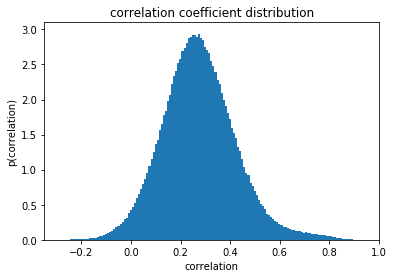 correlation coefficient distribution
p(correlation)
3.0
2.5
2.0
1.5
1.0
0.5
0.0
−0.2 0.0 0.2 0.4 0.6 0.8 1.0
correlation